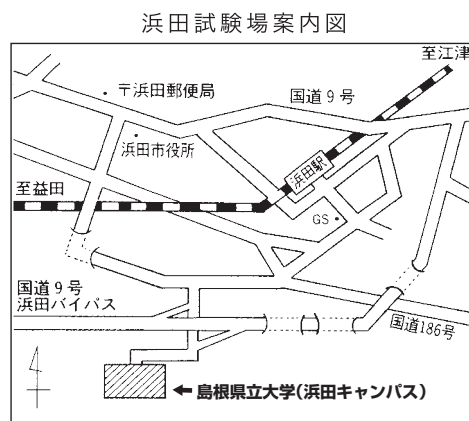 浜田試験場案内図
至江津
〒浜田郵便局
国道9号
浜田市役所
浜田駅
至益田
GS
国道9号
浜田バイパス
国道186号
島根県立大学(浜田キャンパス)